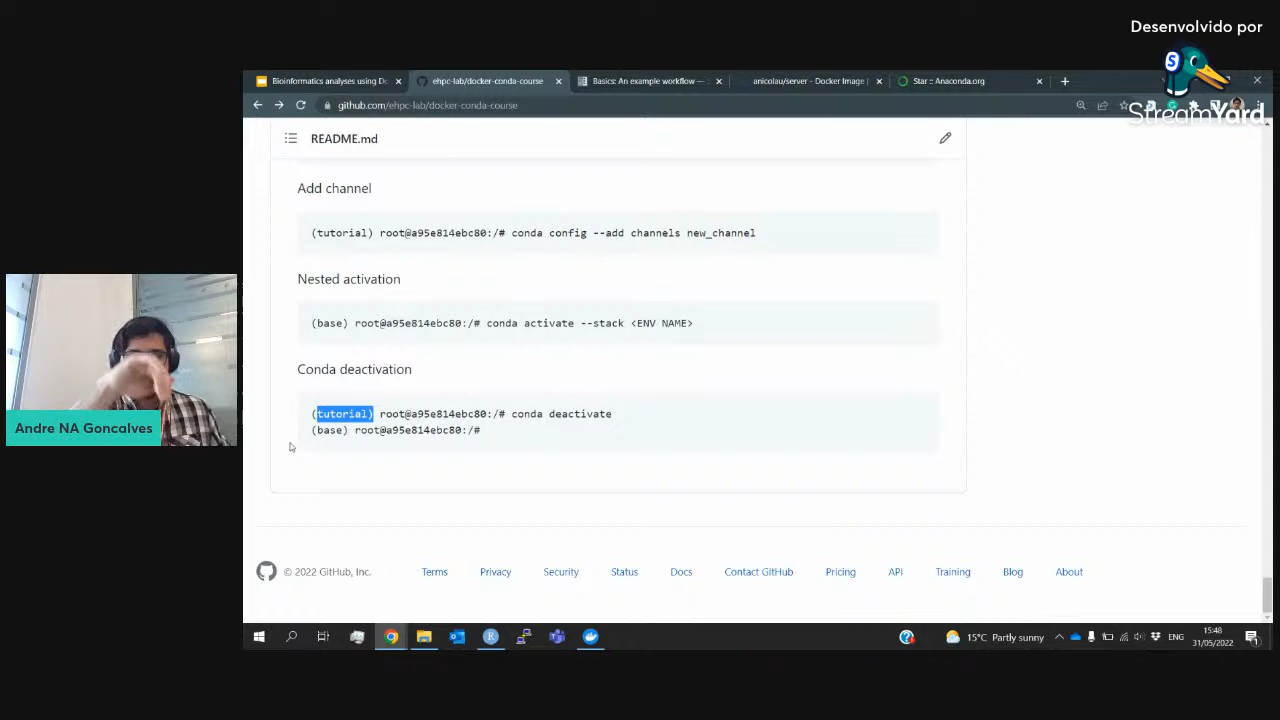 Desenvolvido por
StreamYard
Bioinformatics analyses using Do
ehpc-lab/docker-conda-course
Basics: An example workflow —
anicolau/server - Docker Image |
Star :: Anaconda.org
github.com/ehpc-lab/docker-conda-course
README.md
Add channel
(tutorial) root@a95e814ebc80:/# conda config --add channels new_channel
Nested activation
(base) root@a95e814ebc80:/# conda activate --stack <ENV NAME>
Conda deactivation
(tutorial) root@a95e814ebc80:/# conda deactivate
(base) root@a95e814ebc80:/#
Andre NA Goncalves
© 2022 GitHub, Inc.
Terms
Privacy
Security
Status
Docs
Contact GitHub
Pricing
API
Training
Blog
About
15°C Partly sunny
ENG
15:48
31/05/2022